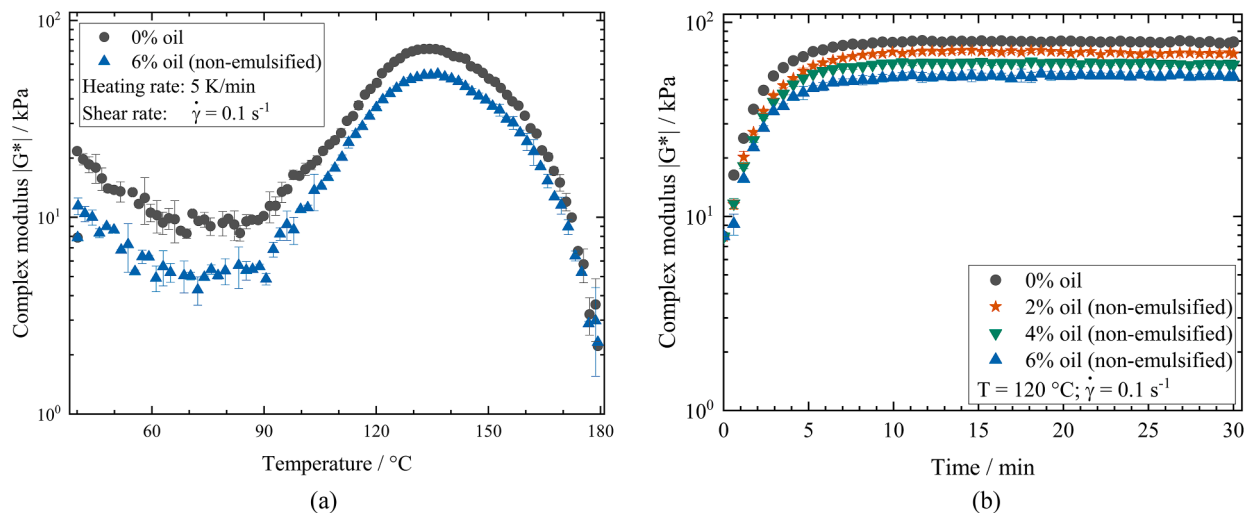 Complex modulus |G*| / kPa
10²
10¹
10⁰
0% oil
6% oil (non-emulsified)
Heating rate: 5 K/min
Shear rate: γ̇ = 0.1 s⁻¹
60 90 120 150 180
Temperature / °C
(a)
Complex modulus |G*| / kPa
10²
10¹
10⁰
0% oil
2% oil (non-emulsified)
4% oil (non-emulsified)
6% oil (non-emulsified)
T = 120 °C; γ̇ = 0.1 s⁻¹
0 5 10 15 20 25 30
Time / min
(b)